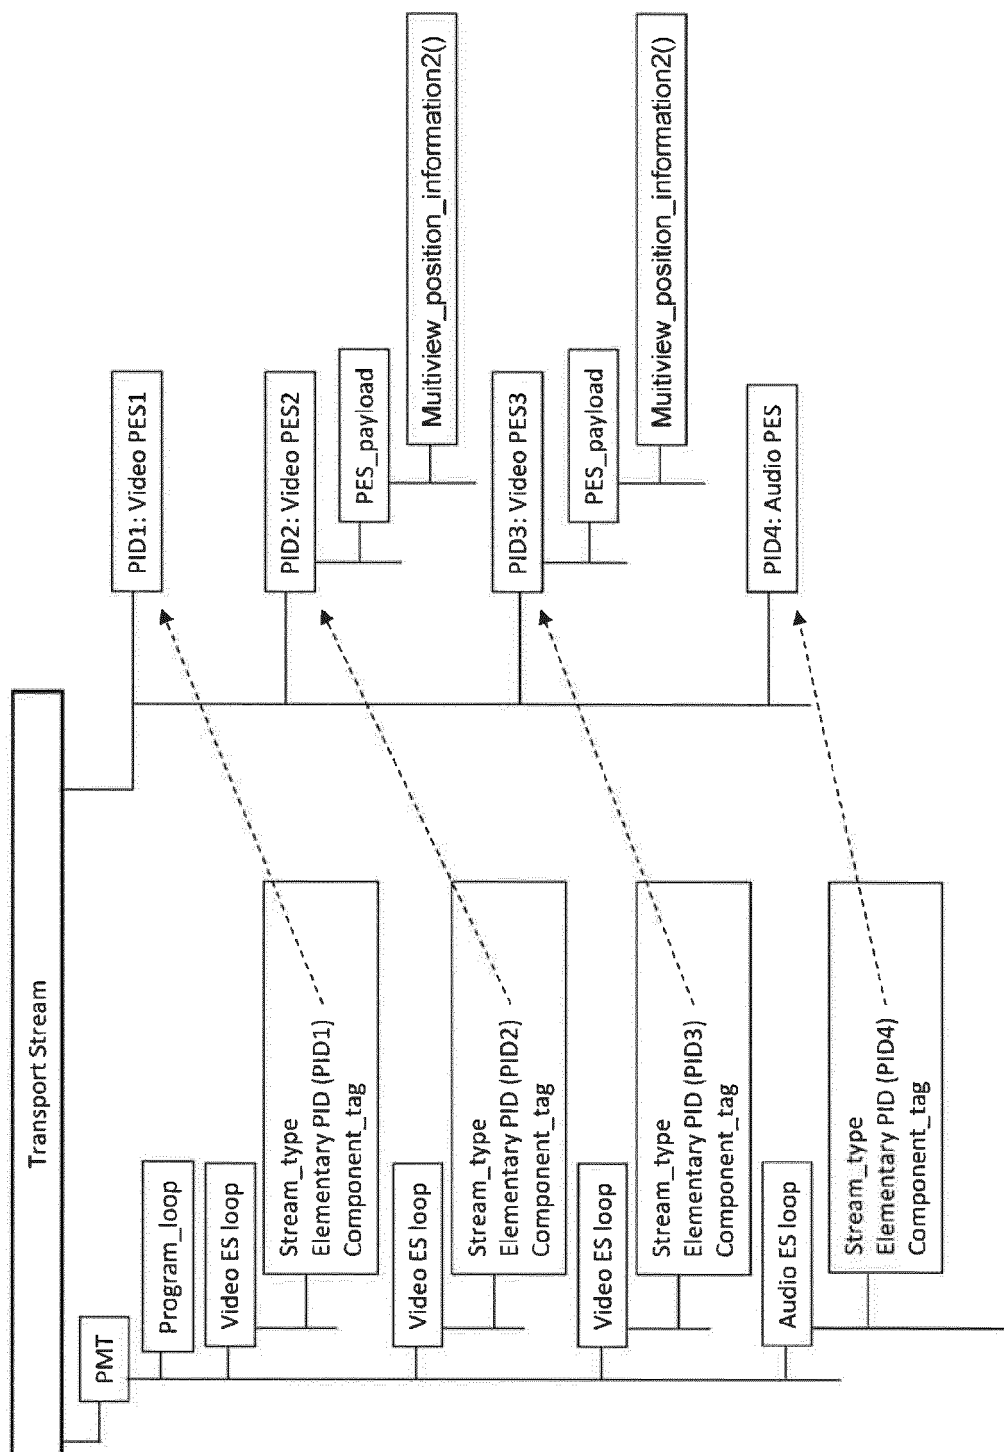 Transport Stream
PMT
Program_loop
Video ES loop
Stream_type
Elementary PID (PID1)
Component_tag
Video ES loop
Stream_type
Elementary PID (PID2)
Component_tag
Video ES loop
Stream_type
Elementary PID (PID3)
Component_tag
Audio ES loop
Stream_type
Elementary PID (PID4)
Component_tag
PID1: Video PES1
PID2: Video PES2
PES_payload
Muitiview_position_information2()
PID3: Video PES3
PES_payload
Muitiview_position_information2()
PID4: Audio PES